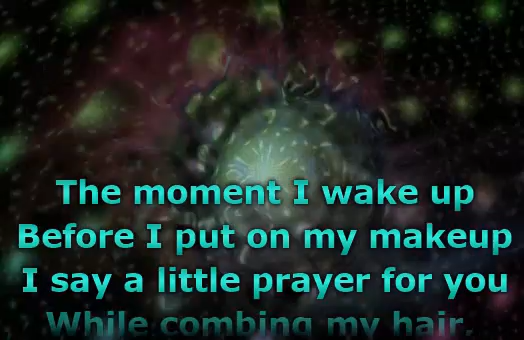 The moment I wake up
Before I put on my makeup
I say a little prayer for you
While combing my hair,